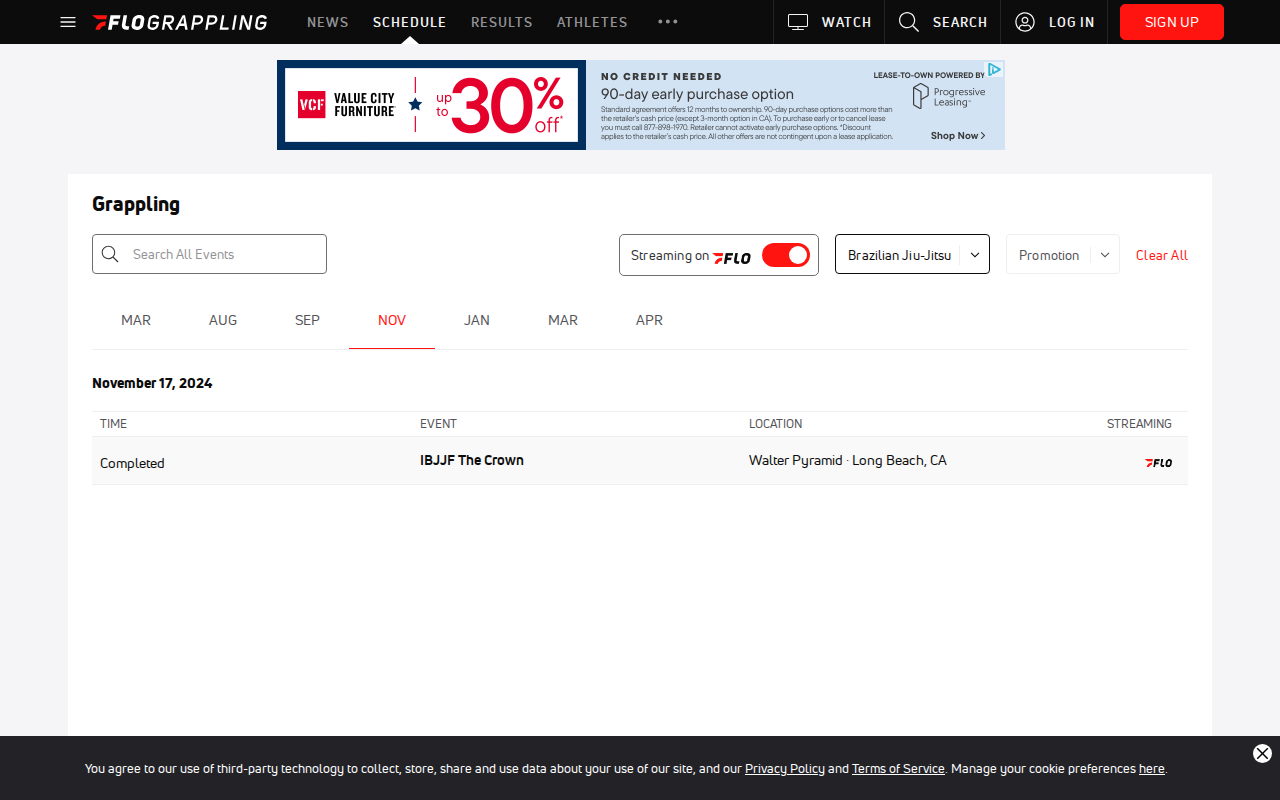 FLOGRAPPLING
NEWS
SCHEDULE
RESULTS
ATHLETES
WATCH
SEARCH
LOG IN
SIGN UP
VCF
VALUE CITY
FURNITURE
up
to
30%
off*
NO CREDIT NEEDED
90-day early purchase option
Standard agreement offers 12 months to ownership. 90-day purchase options cost more than
the retailer's cash price (except 3-month option in CA). To purchase early or to cancel lease
you must call 877-898-1970. Retailer cannot activate early purchase options. *Discount
applies to the retailer's cash price. All other offers are not contingent upon a lease application.
LEASE-TO-OWN POWERED BY
Progressive
Leasing
Shop Now >
Grappling
Search All Events
Streaming on FLO
Brazilian Jiu-Jitsu
Promotion
Clear All
MAR
AUG
SEP
NOV
JAN
MAR
APR
November 17, 2024
TIME
EVENT
LOCATION
STREAMING
Completed
IBJJF The Crown
Walter Pyramid · Long Beach, CA
FLO
You agree to our use of third-party technology to collect, store, share and use data about your use of our site, and our Privacy Policy and Terms of Service. Manage your cookie preferences here.